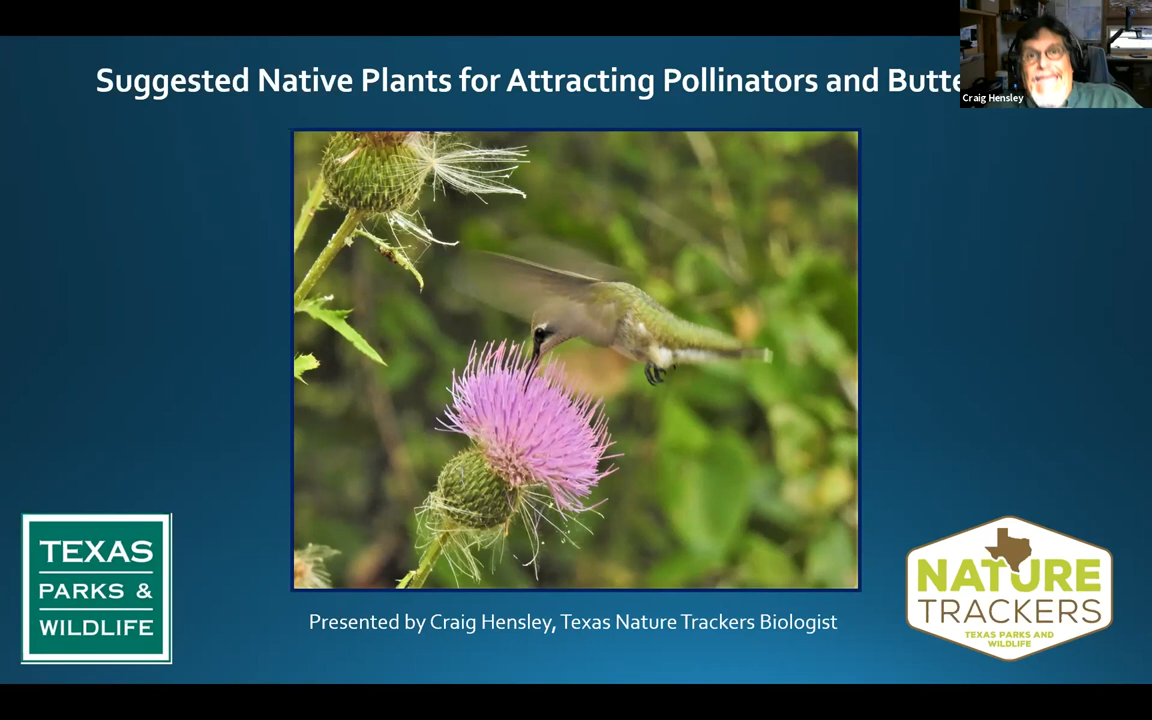 Suggested Native Plants for Attracting Pollinators and Butte
Craig Hensley
TEXAS
PARKS &
WILDLIFE
Presented by Craig Hensley, Texas Nature Trackers Biologist
NATURE
TRACKERS
TEXAS PARKS AND
WILDLIFE